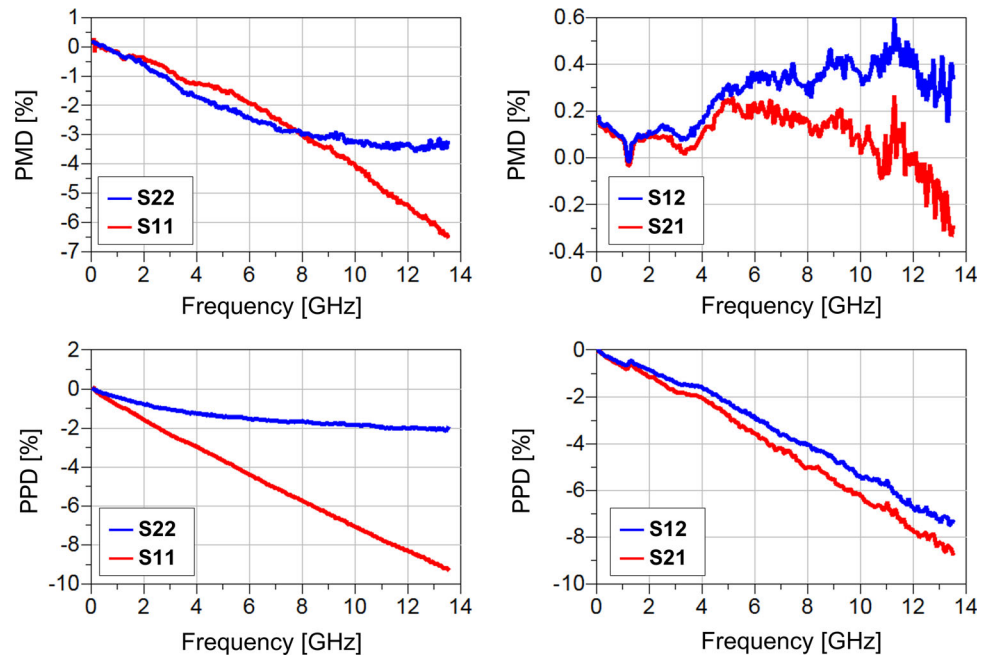 1
0
-1
-2
-3
-4
-5
-6
-7
PMD [%]
S22
S11
0 2 4 6 8 10 12 14
Frequency [GHz]
0.6
0.4
0.2
0.0
-0.2
-0.4
PMD [%]
S12
S21
0 2 4 6 8 10 12 14
Frequency [GHz]
2
0
-2
-4
-6
-8
-10
PPD [%]
S22
S11
0 2 4 6 8 10 12 14
Frequency [GHz]
0
-2
-4
-6
-8
-10
PPD [%]
S12
S21
0 2 4 6 8 10 12 14
Frequency [GHz]